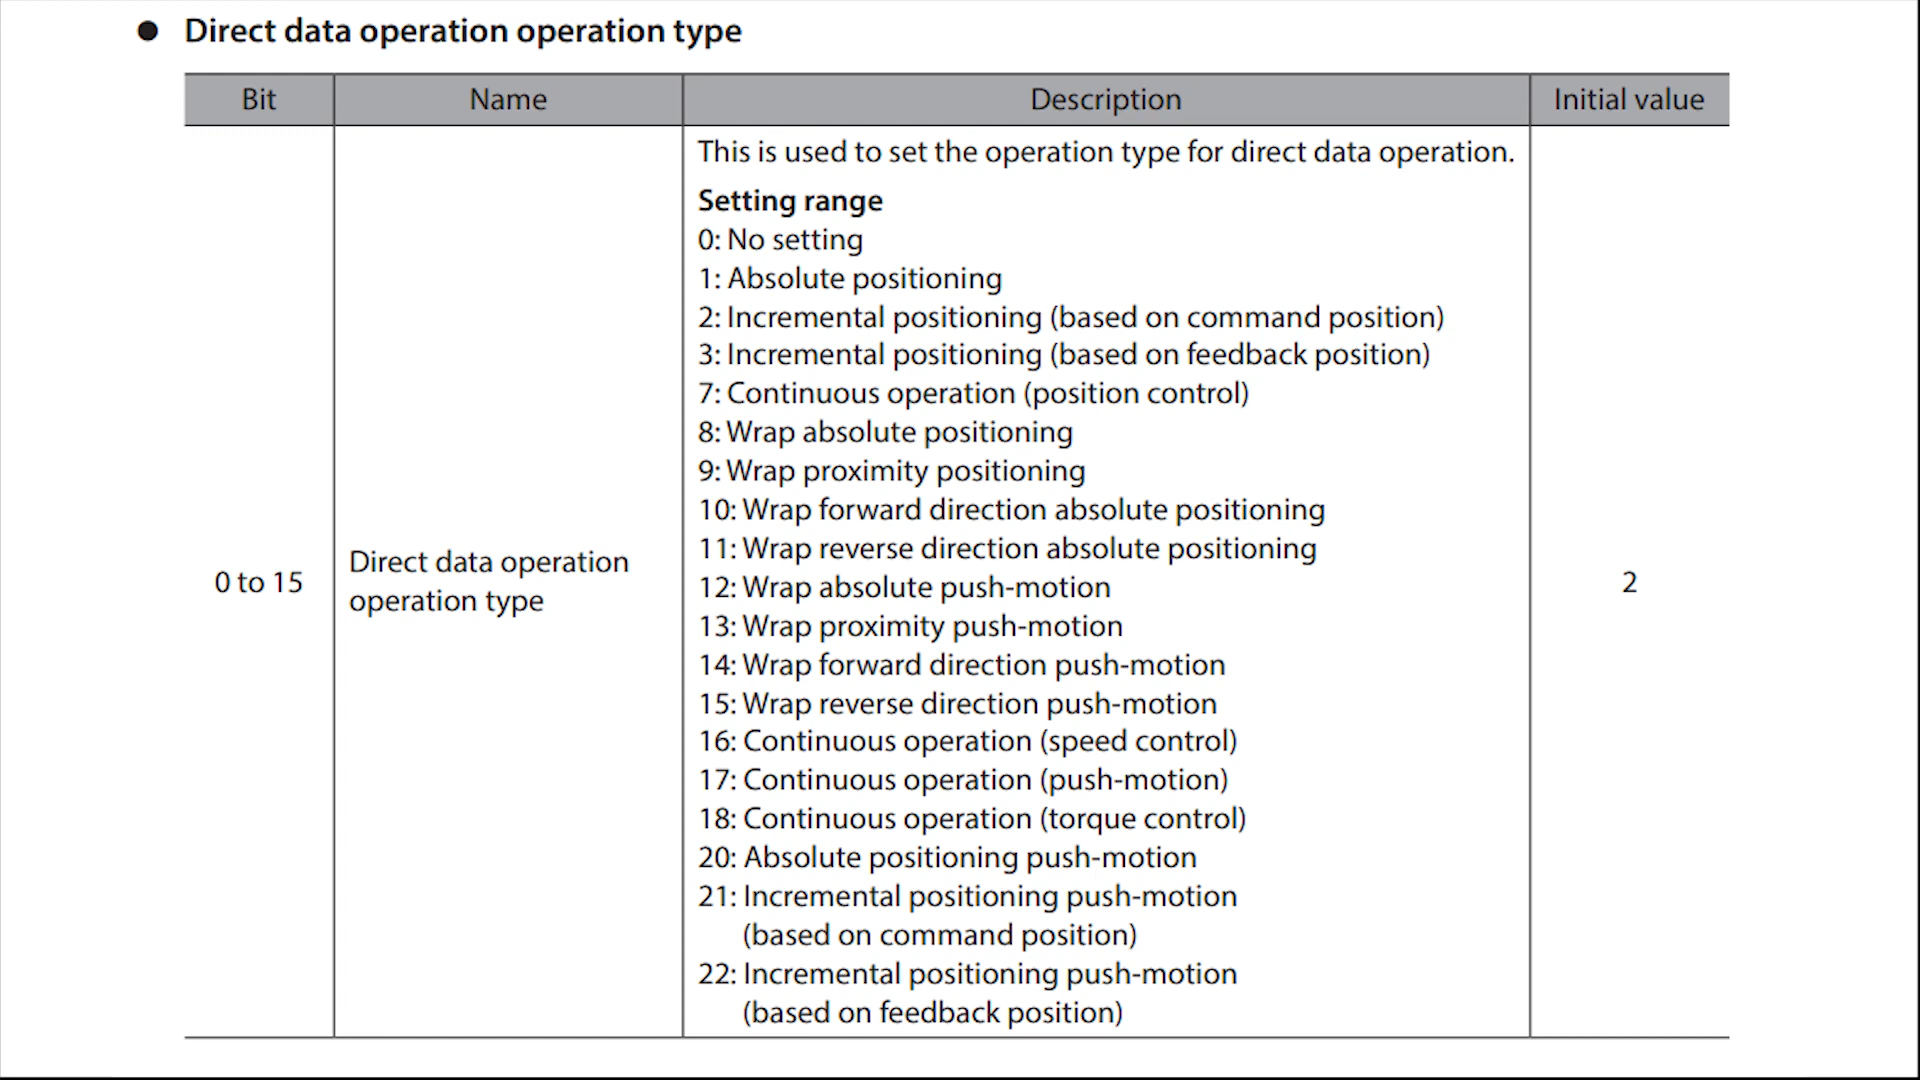 ● Direct data operation operation type
Bit Name Description Initial value
This is used to set the operation type for direct data operation.
Setting range
0: No setting
1: Absolute positioning
2: Incremental positioning (based on command position)
3: Incremental positioning (based on feedback position)
7: Continuous operation (position control)
8: Wrap absolute positioning
9: Wrap proximity positioning
10: Wrap forward direction absolute positioning
11: Wrap reverse direction absolute positioning
12: Wrap absolute push-motion
13: Wrap proximity push-motion
14: Wrap forward direction push-motion
15: Wrap reverse direction push-motion
16: Continuous operation (speed control)
17: Continuous operation (push-motion)
18: Continuous operation (torque control)
20: Absolute positioning push-motion
21: Incremental positioning push-motion
(based on command position)
22: Incremental positioning push-motion
(based on feedback position)
0 to 15
Direct data operation
operation type
2